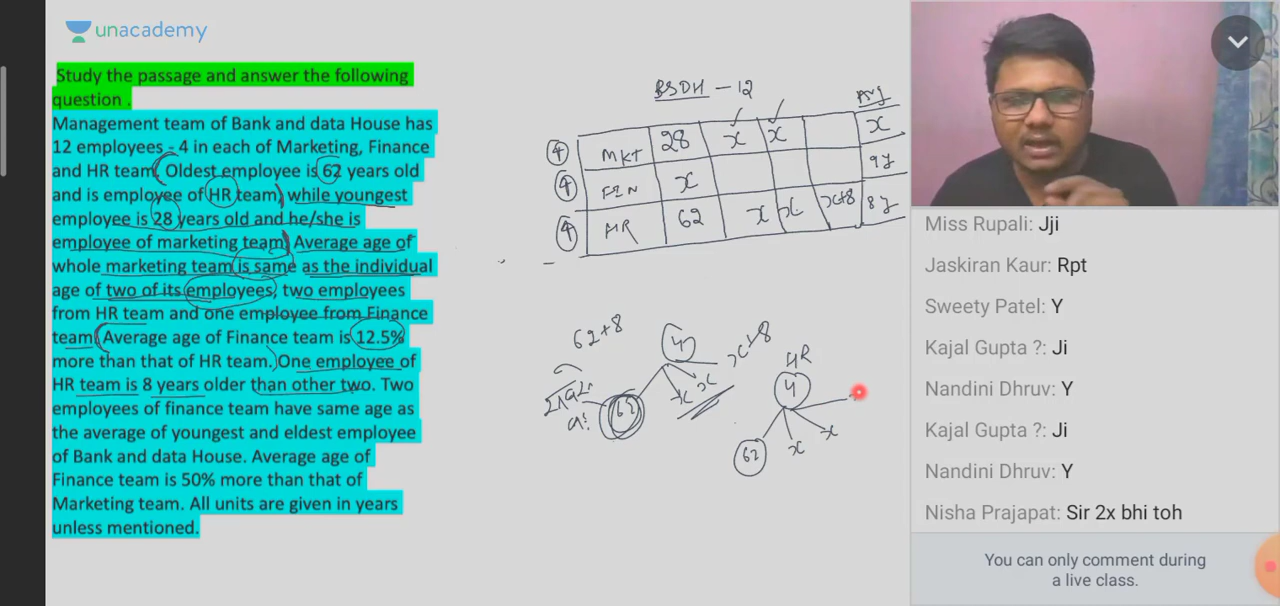 unacademy
Study the passage and answer the following
question .
Management team of Bank and data House has
12 employees - 4 in each of Marketing, Finance
and HR team. Oldest employee is 62 years old
and is employee of HR team, while youngest
employee is 28 years old and he/she is
employee of marketing team. Average age of
whole marketing team is same as the individual
age of two of its employees, two employees
from HR team and one employee from Finance
team. Average age of Finance team is 12.5%
more than that of HR team. One employee of
HR team is 8 years older than other two. Two
employees of finance team have same age as
the average of youngest and eldest employee
of Bank and data House. Average age of
Finance team is 50% more than that of
Marketing team. All units are given in years
unless mentioned.
BSDH - 12
Avg
4 MKT 28 x x x
4 FIN x 9y
4 HR 62 x x x+8 8y
62+8
4
x+8
x x
62
HR
4
62 x x
Miss Rupali: Jji
Jaskiran Kaur: Rpt
Sweety Patel: Y
Kajal Gupta ?: Ji
Nandini Dhruv: Y
Kajal Gupta ?: Ji
Nandini Dhruv: Y
Nisha Prajapat: Sir 2x bhi toh
You can only comment during
a live class.